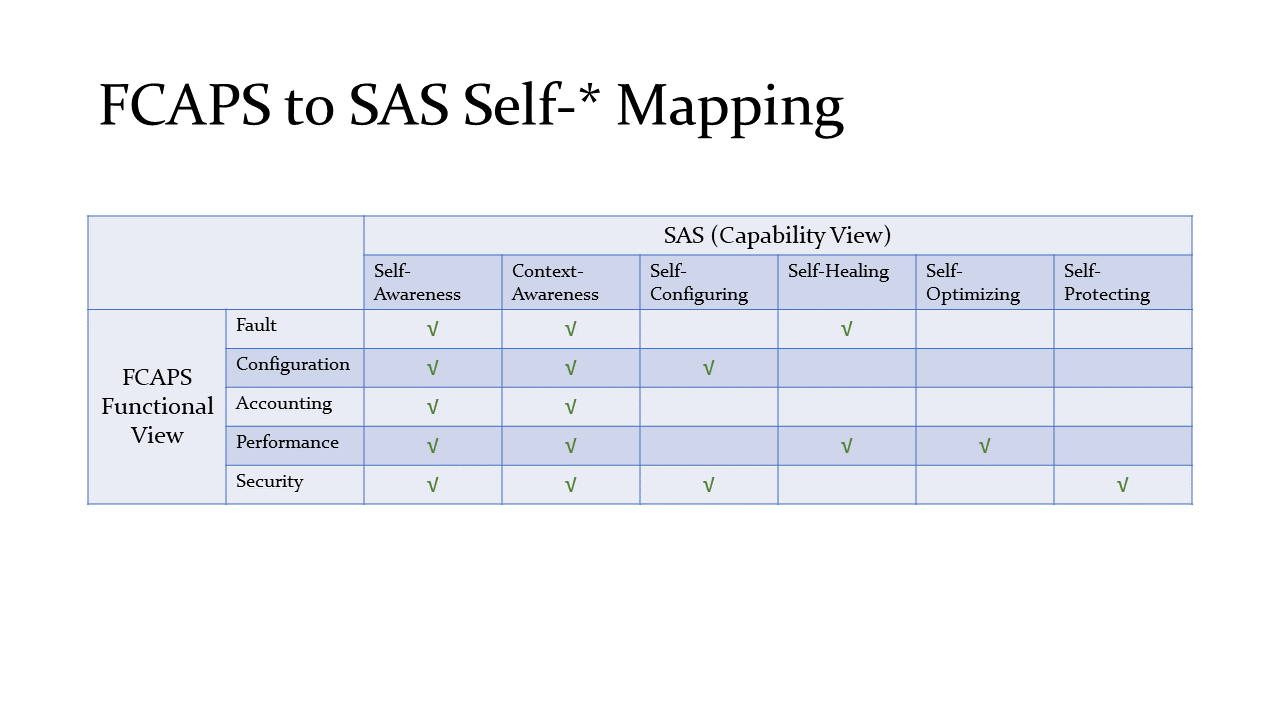 FCAPS to SAS Self-* Mapping
SAS (Capability View)
Self-
Awareness
Context-
Awareness
Self-
Configuring
Self-Healing
Self-
Optimizing
Self-
Protecting
FCAPS
Functional
View
Fault √ √ √
Configuration √ √ √
Accounting √ √
Performance √ √ √ √
Security √ √ √ √